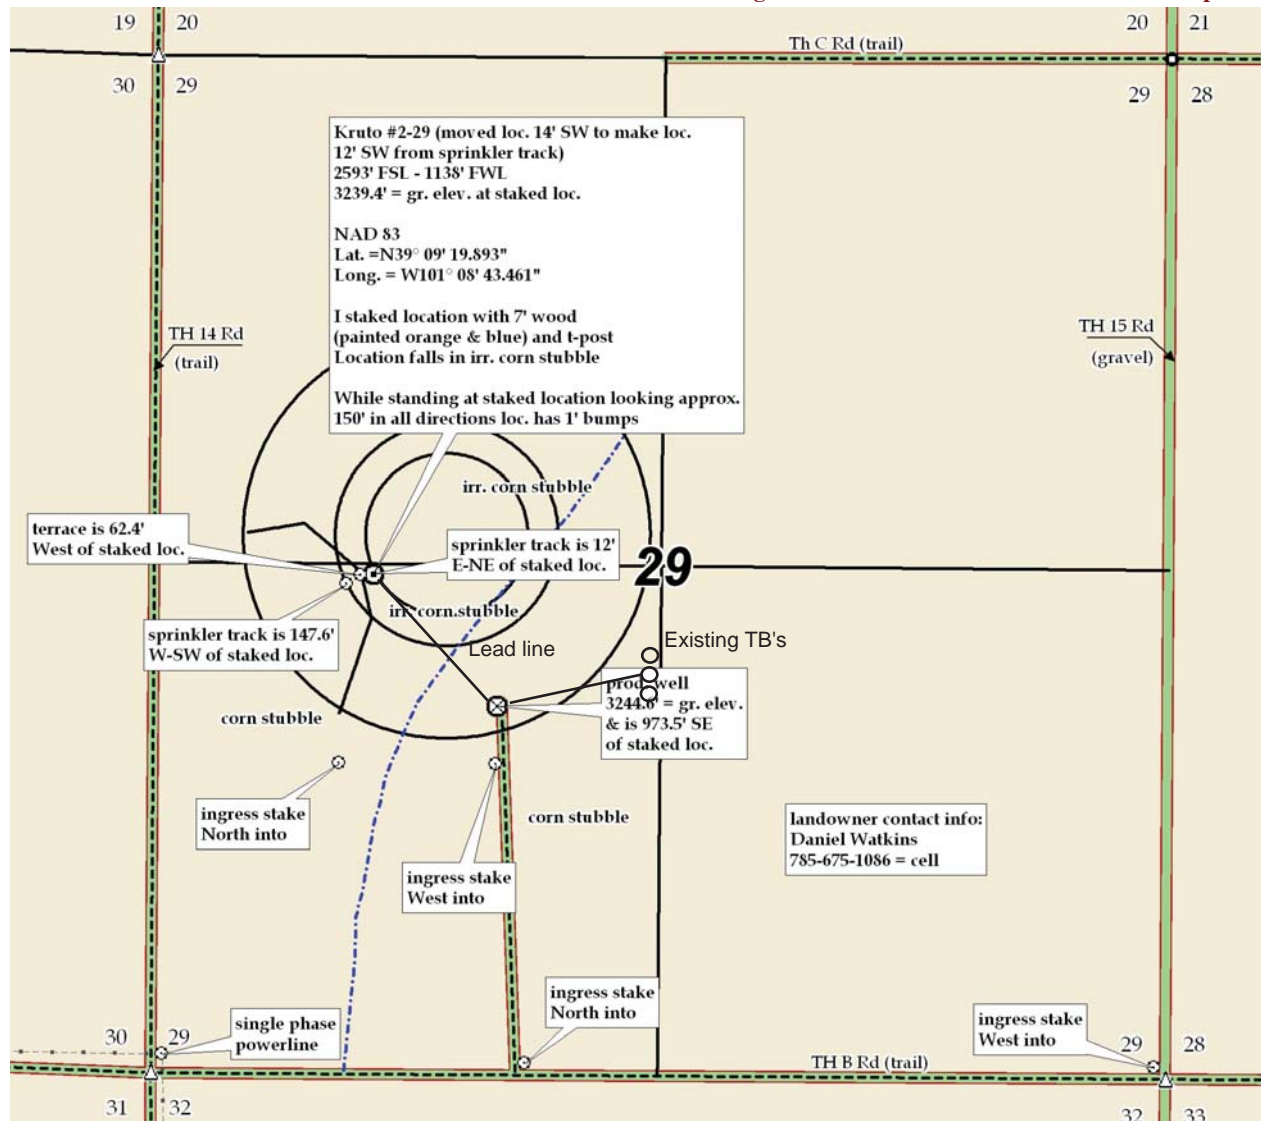 19 20
20 21
Th C Rd (trail)
30 29
29 28
Kruto #2-29 (moved loc. 14' SW to make loc.
12' SW from sprinkler track)
2593' FSL - 1138' FWL
3239.4' = gr. elev. at staked loc.
NAD 83
Lat. =N39° 09' 19.893"
Long. = W101° 08' 43.461"
I staked location with 7' wood
(painted orange & blue) and t-post
Location falls in irr. corn stubble
While standing at staked location looking approx.
150' in all directions loc. has 1' bumps
TH 14 Rd
(trail)
TH 15 Rd
(gravel)
irr. corn stubble
terrace is 62.4'
West of staked loc.
sprinkler track is 12'
E-NE of staked loc.
29
irr. corn.stubble
sprinkler track is 147.6'
W-SW of staked loc.
Lead line
Existing TB's
prod. well
3244.6' = gr. elev.
& is 973.5' SE
of staked loc.
corn stubble
ingress stake
North into
corn stubble
landowner contact info:
Daniel Watkins
785-675-1086 = cell
ingress stake
West into
ingress stake
North into
ingress stake
West into
single phase
powerline
30 29
29 28
TH B Rd (trail)
31 32
32 33